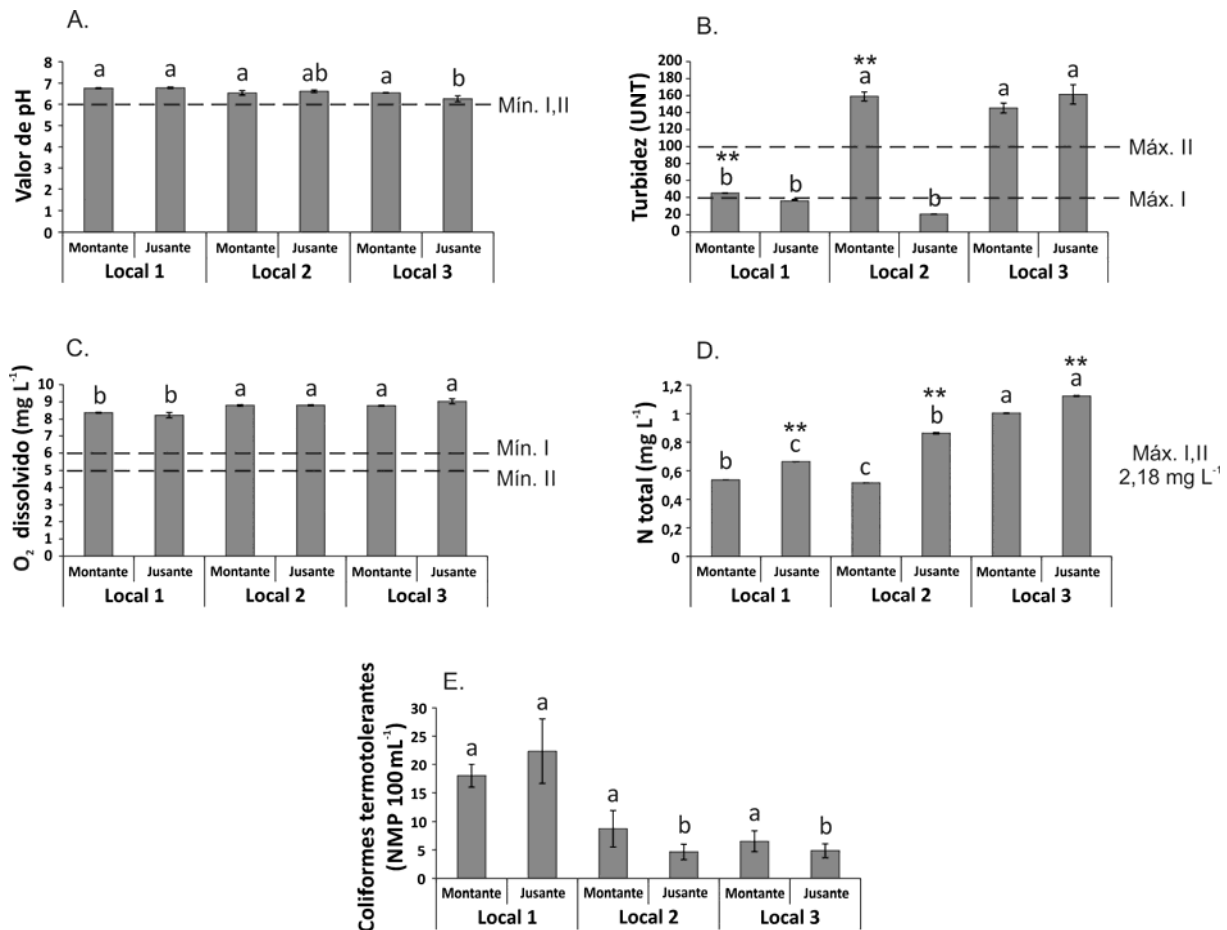 A.
Valor de pH
8
7
6
5
4
3
2
1
0
a
a
a
ab
a
b
Mín. I,II
Montante
Jusante
Montante
Jusante
Montante
Jusante
Local 1
Local 2
Local 3
B.
Turbidez (UNT)
200
180
160
140
120
100
80
60
40
20
0
**
b
b
**
a
b
a
a
Máx. II
Máx. I
Montante
Jusante
Montante
Jusante
Montante
Jusante
Local 1
Local 2
Local 3
C.
O₂ dissolvido (mg L⁻¹)
10
9
8
7
6
5
4
3
2
1
0
b
b
a
a
a
a
Mín. I
Mín. II
Montante
Jusante
Montante
Jusante
Montante
Jusante
Local 1
Local 2
Local 3
D.
N total (mg L⁻¹)
1,2
1
0,8
0,6
0,4
0,2
0
b
**
c
c
**
b
a
**
a
Máx. I,II
2,18 mg L⁻¹
Montante
Jusante
Montante
Jusante
Montante
Jusante
Local 1
Local 2
Local 3
E.
Coliformes termotolerantes
(NMP 100 mL⁻¹)
30
25
20
15
10
5
0
a
a
a
b
a
b
Montante
Jusante
Montante
Jusante
Montante
Jusante
Local 1
Local 2
Local 3